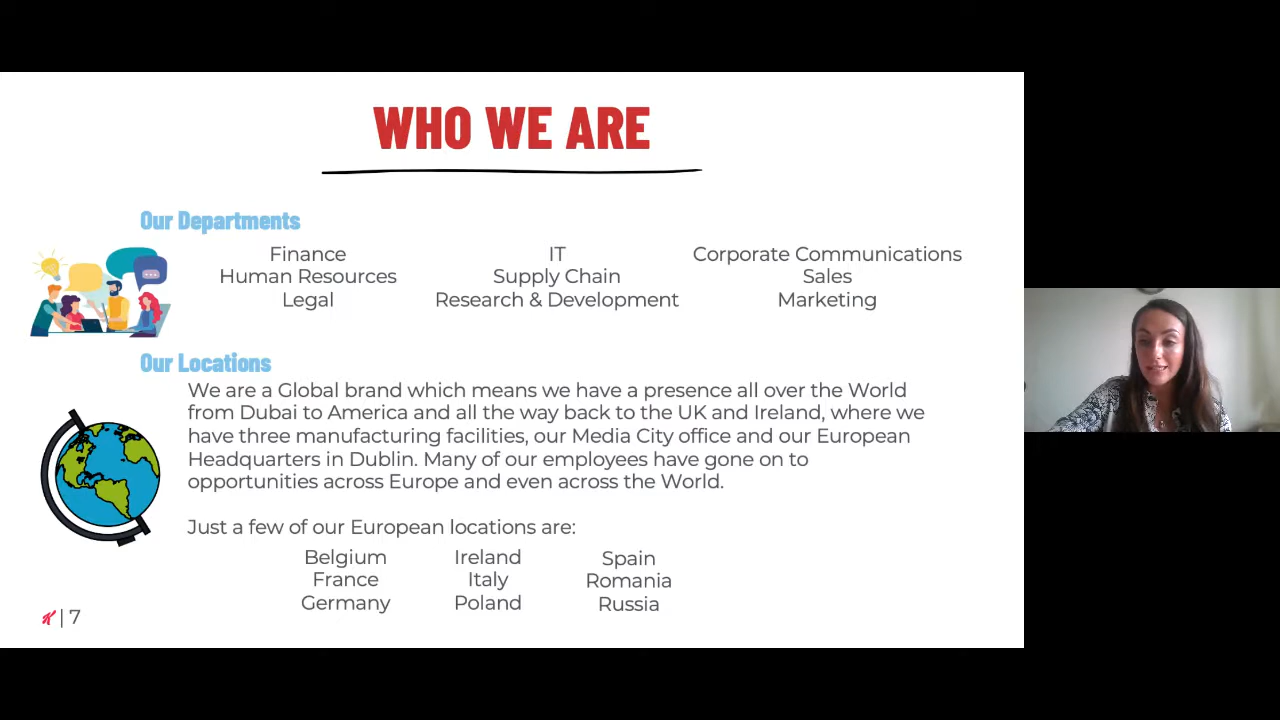 WHO WE ARE
Our Departments
Finance
Human Resources
Legal
IT
Supply Chain
Research & Development
Corporate Communications
Sales
Marketing
Our Locations
We are a Global brand which means we have a presence all over the World
from Dubai to America and all the way back to the UK and Ireland, where we
have three manufacturing facilities, our Media City office and our European
Headquarters in Dublin. Many of our employees have gone on to
opportunities across Europe and even across the World.
Just a few of our European locations are:
Belgium
France
Germany
Ireland
Italy
Poland
Spain
Romania
Russia
| 7